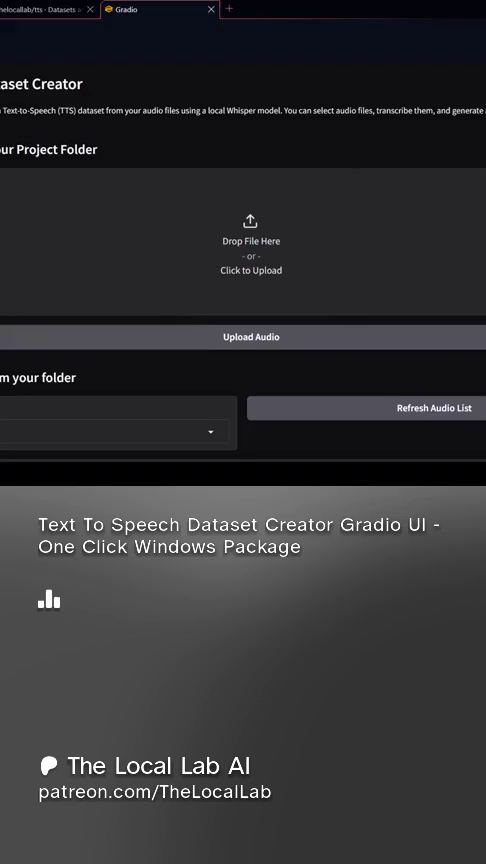 helocallab/tts - Datasets a
Gradio
aset Creator
Text-to-Speech (TTS) dataset from your audio files using a local Whisper model. You can select audio files, transcribe them, and generate
ur Project Folder
Drop File Here
- or -
Click to Upload
Upload Audio
m your folder
Refresh Audio List
Text To Speech Dataset Creator Gradio UI -
One Click Windows Package
The Local Lab AI
patreon.com/TheLocalLab